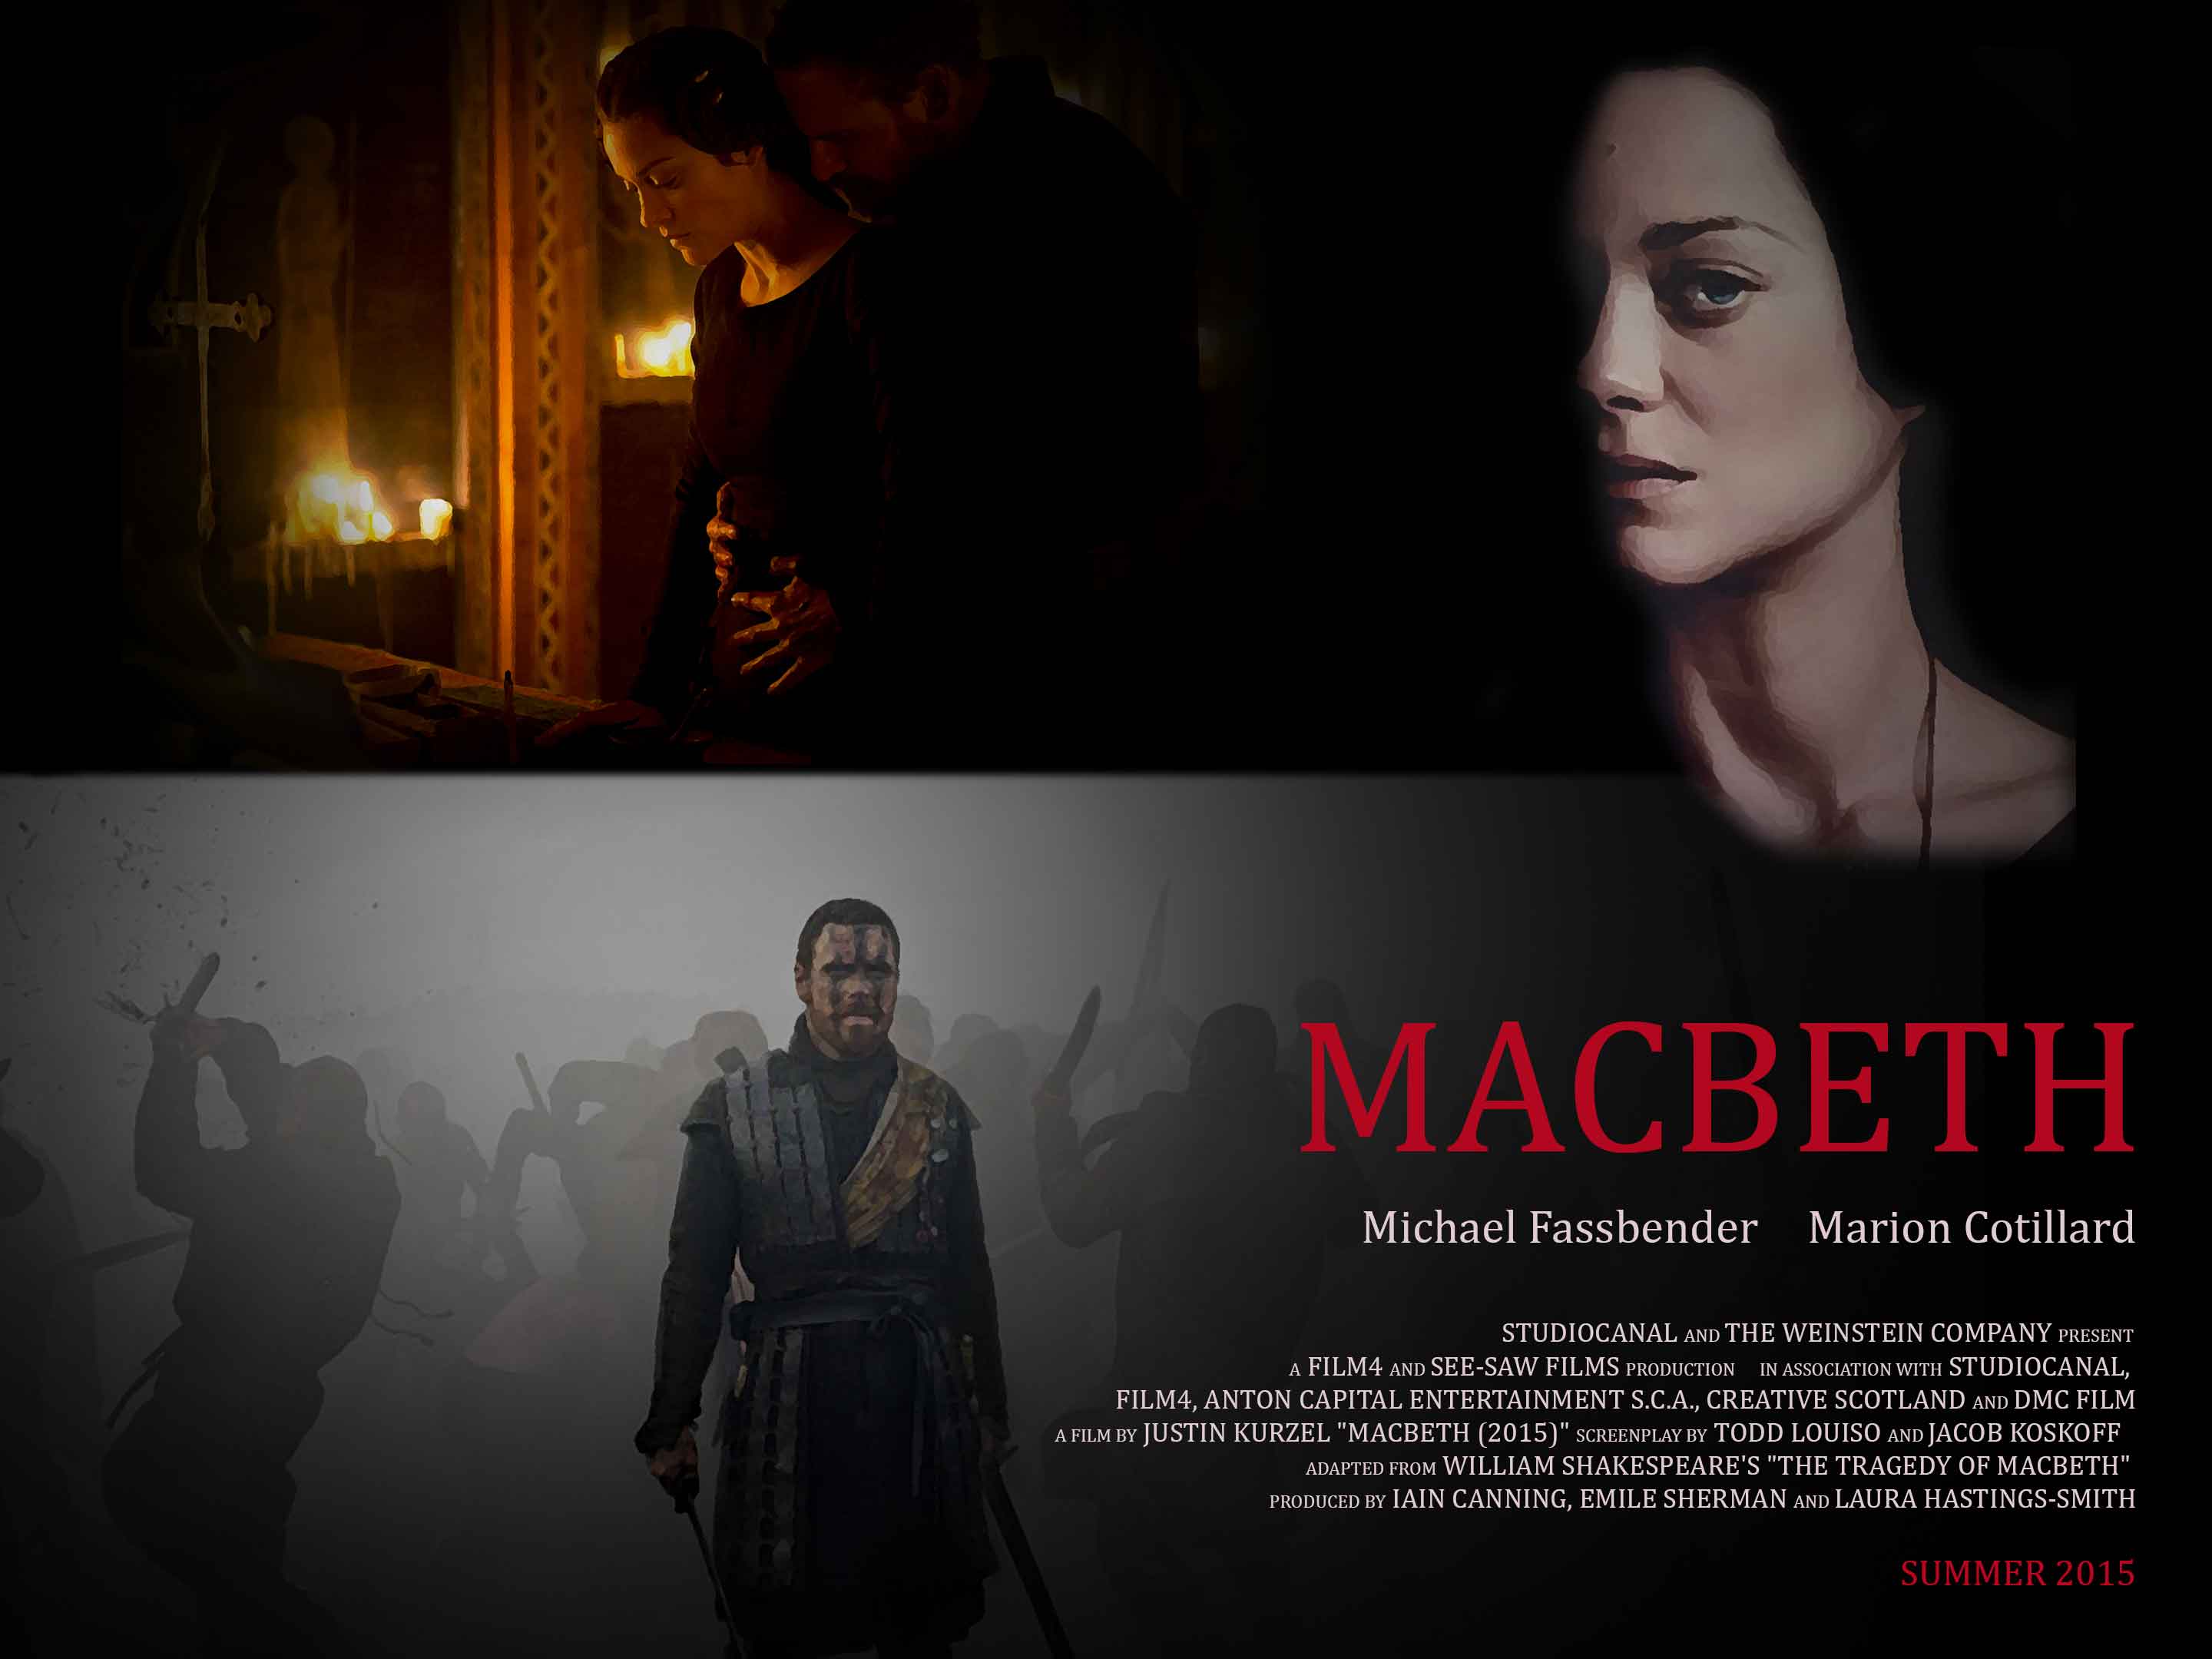 MACBETH
Michael Fassbender Marion Cotillard
STUDIOCANAL AND THE WEINSTEIN COMPANY PRESENT
A FILM4 AND SEE-SAW FILMS PRODUCTION IN ASSOCIATION WITH STUDIOCANAL,
FILM4, ANTON CAPITAL ENTERTAINMENT S.C.A., CREATIVE SCOTLAND AND DMC FILM
A FILM BY JUSTIN KURZEL "MACBETH (2015)" SCREENPLAY BY TODD LOUISO AND JACOB KOSKOFF
ADAPTED FROM WILLIAM SHAKESPEARE'S "THE TRAGEDY OF MACBETH"
PRODUCED BY IAIN CANNING, EMILE SHERMAN AND LAURA HASTINGS-SMITH
SUMMER 2015